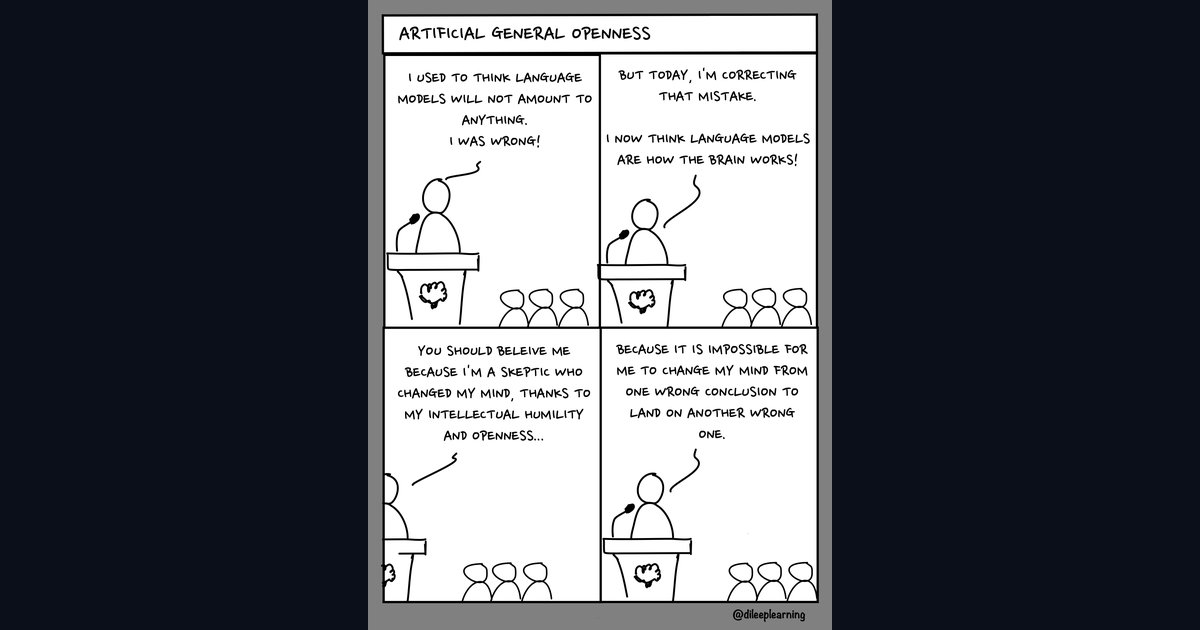 ARTIFICIAL GENERAL OPENNESS
I USED TO THINK LANGUAGE
MODELS WILL NOT AMOUNT TO
ANYTHING.
I WAS WRONG!
BUT TODAY, I'M CORRECTING
THAT MISTAKE.
I NOW THINK LANGUAGE MODELS
ARE HOW THE BRAIN WORKS!
YOU SHOULD BELEIVE ME
BECAUSE I'M A SKEPTIC WHO
CHANGED MY MIND, THANKS TO
MY INTELLECTUAL HUMILITY
AND OPENNESS...
BECAUSE IT IS IMPOSSIBLE FOR
ME TO CHANGE MY MIND FROM
ONE WRONG CONCLUSION TO
LAND ON ANOTHER WRONG
ONE.
@dileeplearning